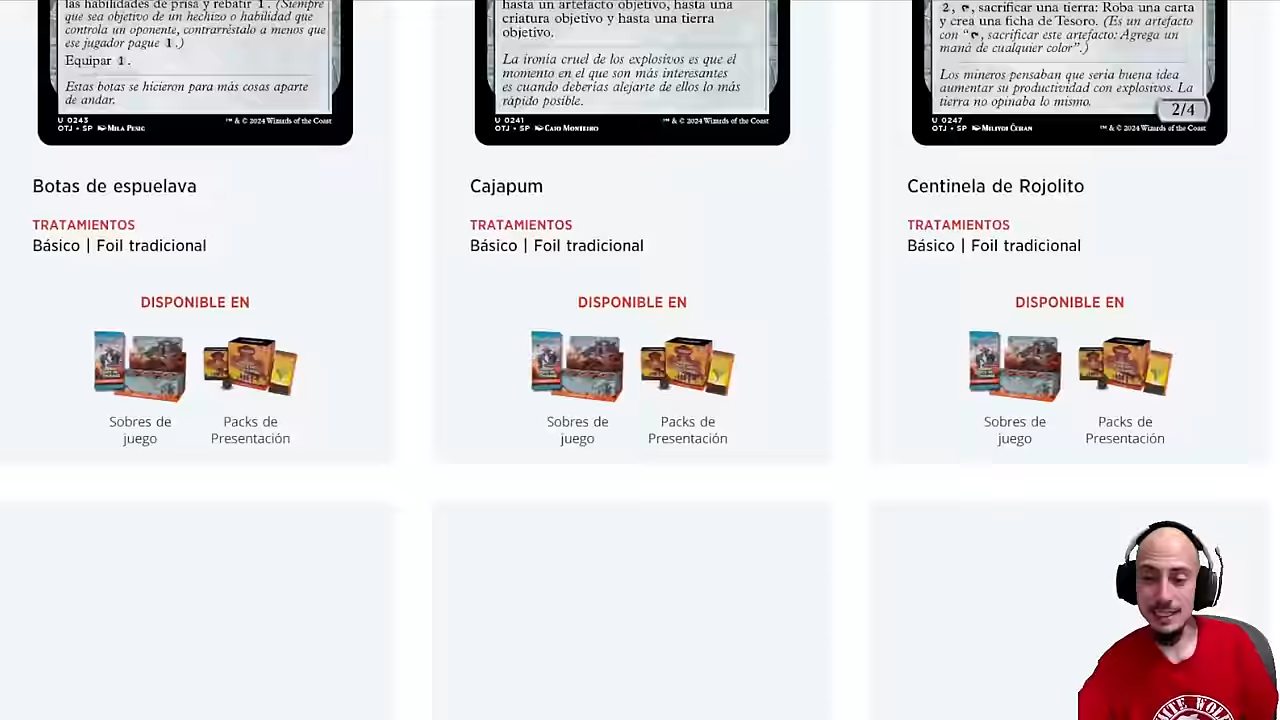 las habilidades de prisa y rebatir 1. (Siempre
que sea objetivo de un hechizo o habilidad que
controla un oponente, contrarréstalo a menos que
ese jugador pague 1.)
Equipar 1.
Estas botas se hicieron para más cosas aparte
de andar.
U 0243
OTJ • SP Mila Pesic
™ & © 2024 Wizards of the Coast
hasta un artefacto objetivo, hasta una
criatura objetivo y hasta una tierra
objetivo.
La ironía cruel de los explosivos es que el
momento en el que son más interesantes
es cuando deberías alejarte de ellos lo más
rápido posible.
U 0241
OTJ • SP Caio Monteiro
™ & © 2024 Wizards of the Coast
2, , sacrificar una tierra: Roba una carta
y crea una ficha de Tesoro. (Es un artefacto
con “, sacrificar este artefacto: Agrega un
maná de cualquier color”.)
Los mineros pensaban que sería buena idea
aumentar su productividad con explosivos. La
tierra no opinaba lo mismo.
2/4
U 0247
OTJ • SP Milivoj Ćeran
™ & © 2024 Wizards of the Coast
Botas de espuelava
TRATAMIENTOS
Básico | Foil tradicional
DISPONIBLE EN
Sobres de
juego
Packs de
Presentación
Cajapum
TRATAMIENTOS
Básico | Foil tradicional
DISPONIBLE EN
Sobres de
juego
Packs de
Presentación
Centinela de Rojolito
TRATAMIENTOS
Básico | Foil tradicional
DISPONIBLE EN
Sobres de
juego
Packs de
Presentación